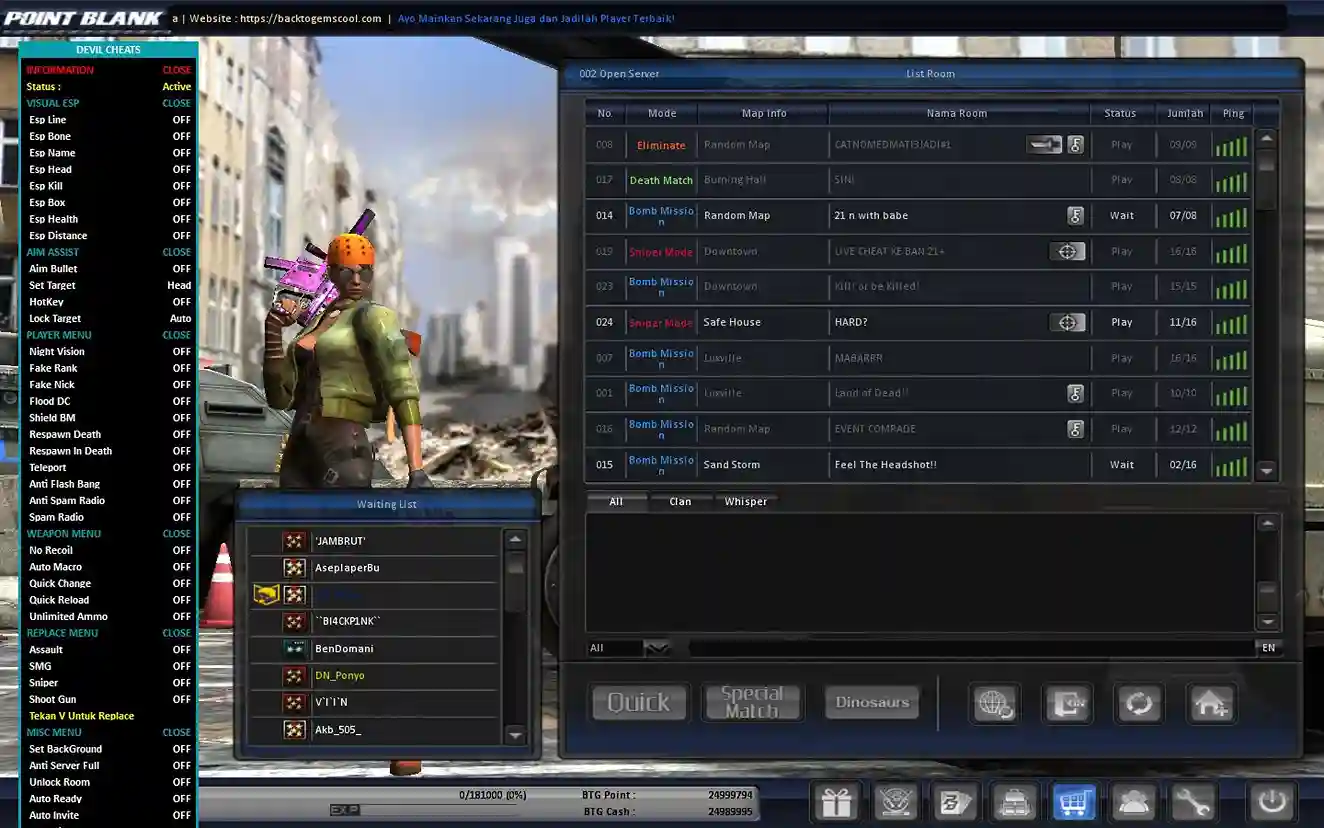 POINT BLANK
a | Website : https://backtogemscool.com | Ayo Mainkan Sekarang Juga dan Jadilah Player Terbaik!
DEVIL CHEATS
INFORMATION CLOSE
Status : Active
VISUAL ESP CLOSE
Esp Line OFF
Esp Bone OFF
Esp Name OFF
Esp Head OFF
Esp Kill OFF
Esp Box OFF
Esp Health OFF
Esp Distance OFF
AIM ASSIST CLOSE
Aim Bullet OFF
Set Target Head
HotKey OFF
Lock Target Auto
PLAYER MENU CLOSE
Night Vision OFF
Fake Rank OFF
Fake Nick OFF
Flood DC OFF
Shield BM OFF
Respawn Death OFF
Respawn In Death OFF
Teleport OFF
Anti Flash Bang OFF
Anti Spam Radio OFF
Spam Radio OFF
WEAPON MENU CLOSE
No Recoil OFF
Auto Macro OFF
Quick Change OFF
Quick Reload OFF
Unlimited Ammo OFF
REPLACE MENU CLOSE
Assault OFF
SMG OFF
Sniper OFF
Shoot Gun OFF
Tekan V Untuk Replace
MISC MENU CLOSE
Set BackGround OFF
Anti Server Full OFF
Unlock Room OFF
Auto Ready OFF
Auto Invite OFF
002 Open Server List Room
No. Mode Map Info Nama Room Status Jumlah Ping
008 Eliminate Random Map Play 09/09
017 Death Match Burning Hall SINI Play 08/08
014 Bomb Missio
n Random Map 21 n with babe Wait 07/08
019 Sniper Mode Downtown LIVE CHEAT KE BAN 21+ Play 16/16
023 Bomb Missio
n Downtown Kill! or be Killed! Play 15/15
024 Sniper Mode Safe House HARD? Play 11/16
007 Bomb Missio
n Luxville MABARRR Play 16/16
001 Bomb Missio
n Luxville Land of Dead!! Play 10/10
016 Bomb Missio
n Random Map EVENT COMPADE Play 12/12
015 Bomb Missio
n Sand Storm Feel The Headshot!! Wait 02/16
All Clan Whisper
All EN
Quick
Special
Match
Dinosaurs
Waiting List
'JAMBRUT'
AseplaperBu
``Bl4CKP1NK``
BenDomani
DN_Ponyo
V`I`I`N
Akb_505_
0/181000 (0%)
EXP
BTG Point : 24999794
BTG Cash : 24989995